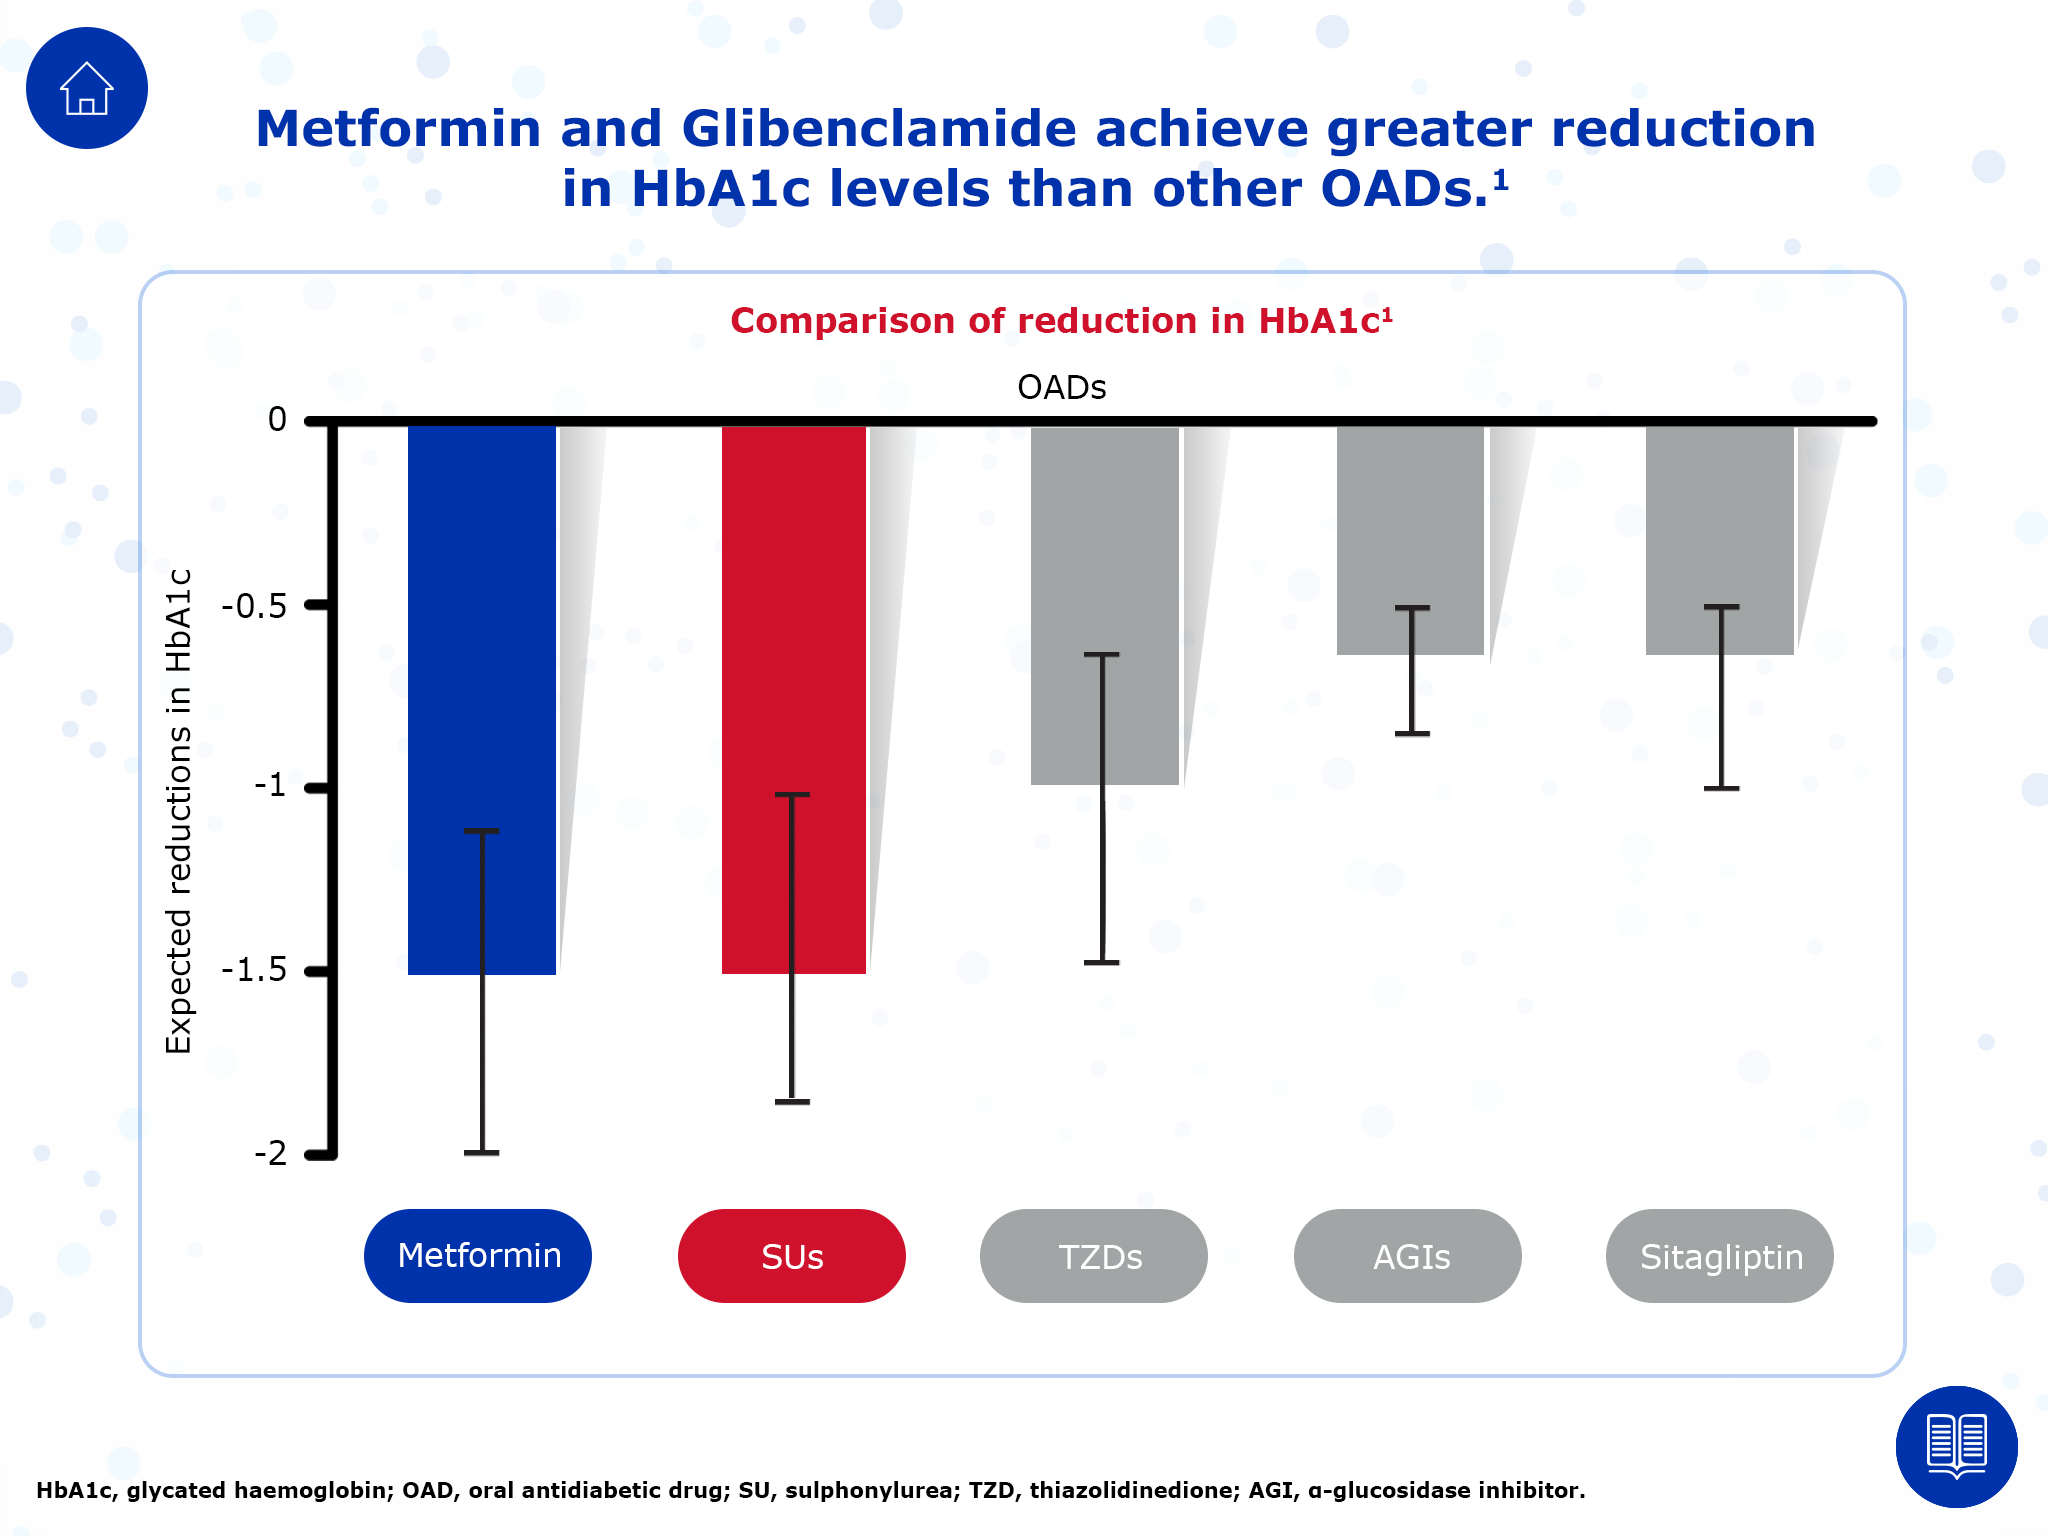 Metformin and Glibenclamide achieve greater reduction
in HbA1c levels than other OADs.¹
Comparison of reduction in HbA1c¹
OADs
0
-0.5
-1
-1.5
-2
Expected reductions in HbA1c
Metformin
SUs
TZDs
AGIs
Sitagliptin
HbA1c, glycated haemoglobin; OAD, oral antidiabetic drug; SU, sulphonylurea; TZD, thiazolidinedione; AGI, α-glucosidase inhibitor.